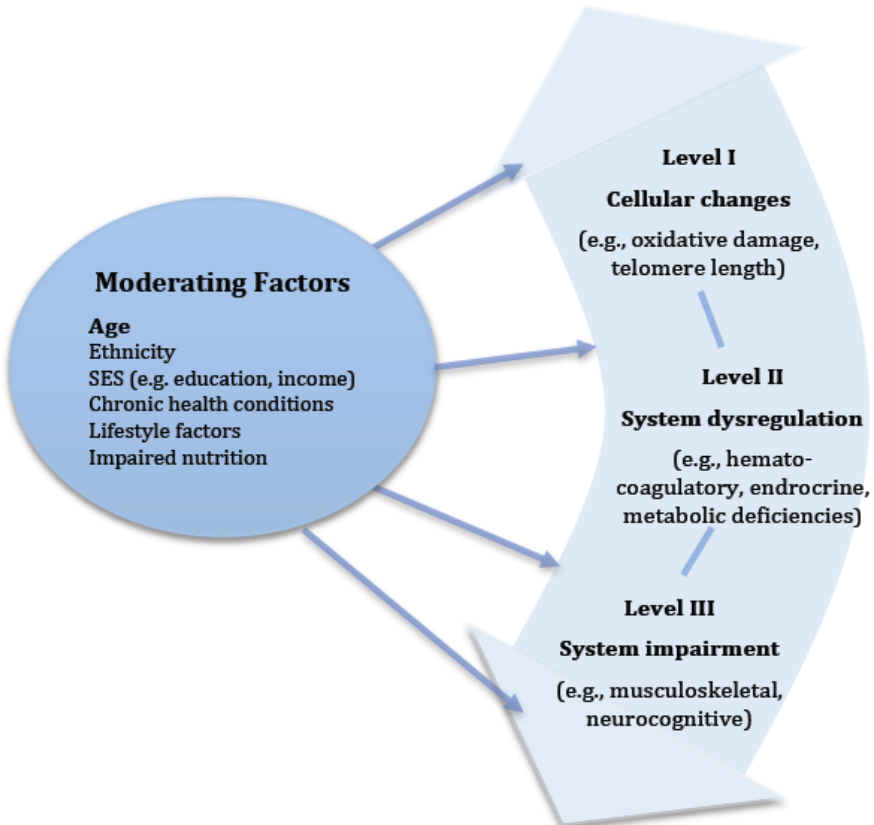 Moderating Factors
Age
Ethnicity
SES (e.g. education, income)
Chronic health conditions
Lifestyle factors
Impaired nutrition
Level I
Cellular changes
(e.g., oxidative damage,
telomere length)
Level II
System dysregulation
(e.g., hemato-
coagulatory, endocrine,
metabolic deficiencies)
Level III
System impairment
(e.g., musculoskeletal,
neurocognitive)